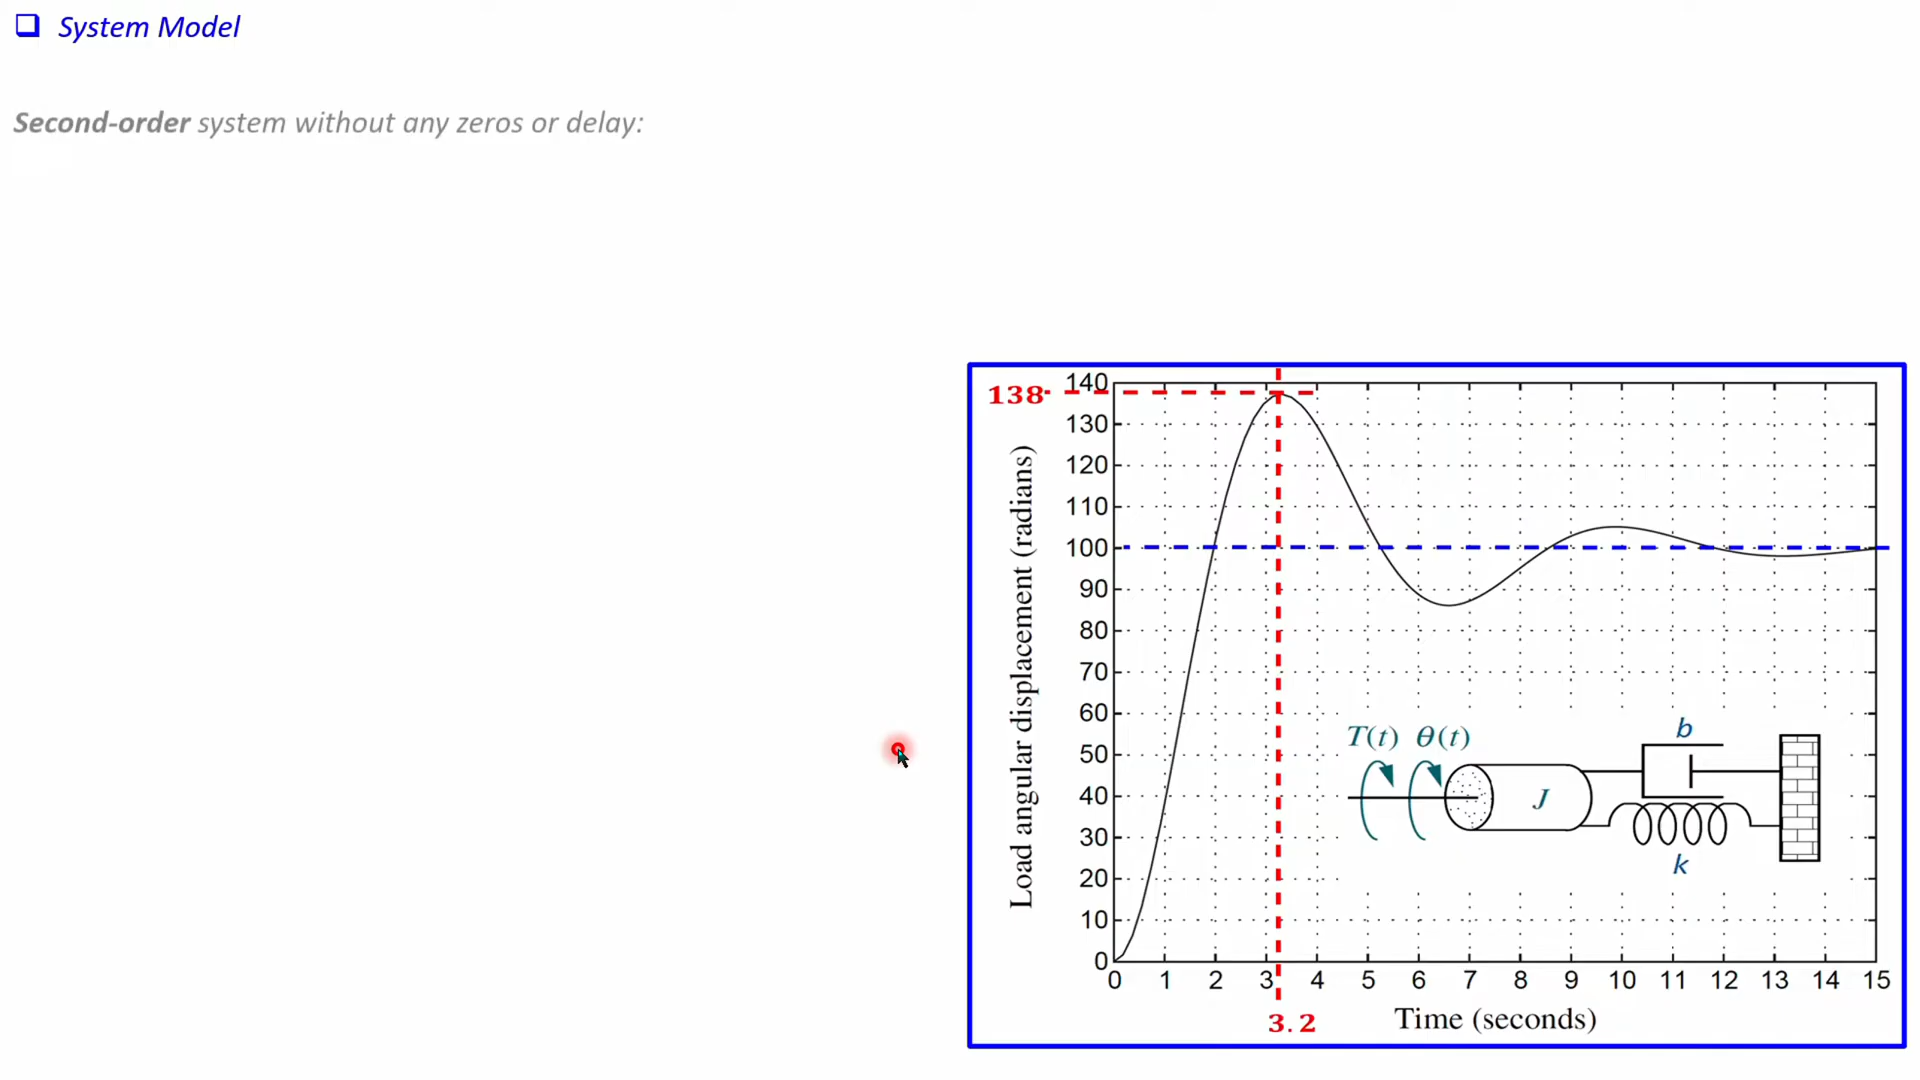 System Model
Second-order system without any zeros or delay:
138
140
130
120
110
100
90
80
70
60
50
40
30
20
10
0
Load angular displacement (radians)
T(t) θ(t)
J
b
k
0 1 2 3 4 5 6 7 8 9 10 11 12 13 14 15
3.2
Time (seconds)